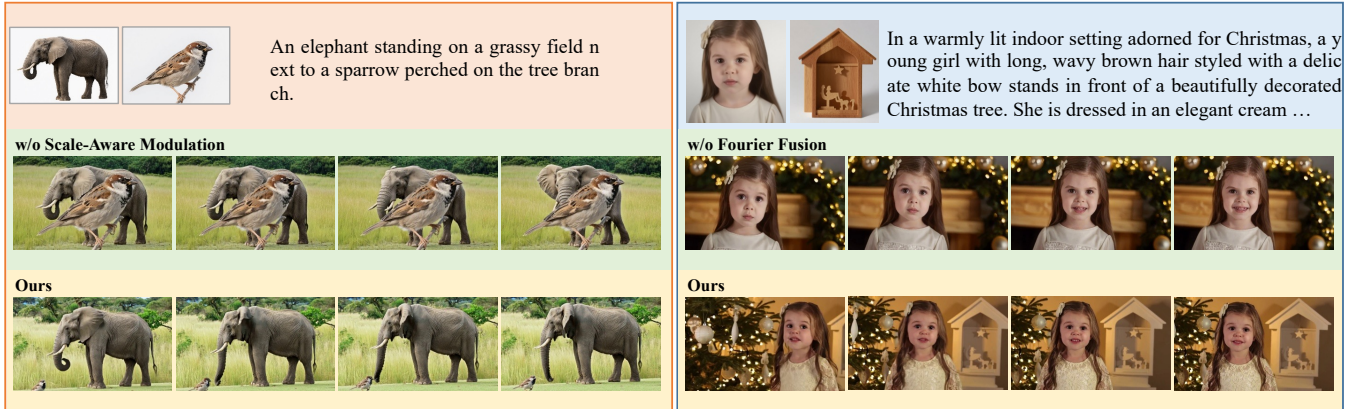 An elephant standing on a grassy field n
ext to a sparrow perched on the tree bran
ch.
w/o Scale-Aware Modulation
Ours
In a warmly lit indoor setting adorned for Christmas, a y
oung girl with long, wavy brown hair styled with a delic
ate white bow stands in front of a beautifully decorated
Christmas tree. She is dressed in an elegant cream …
w/o Fourier Fusion
Ours